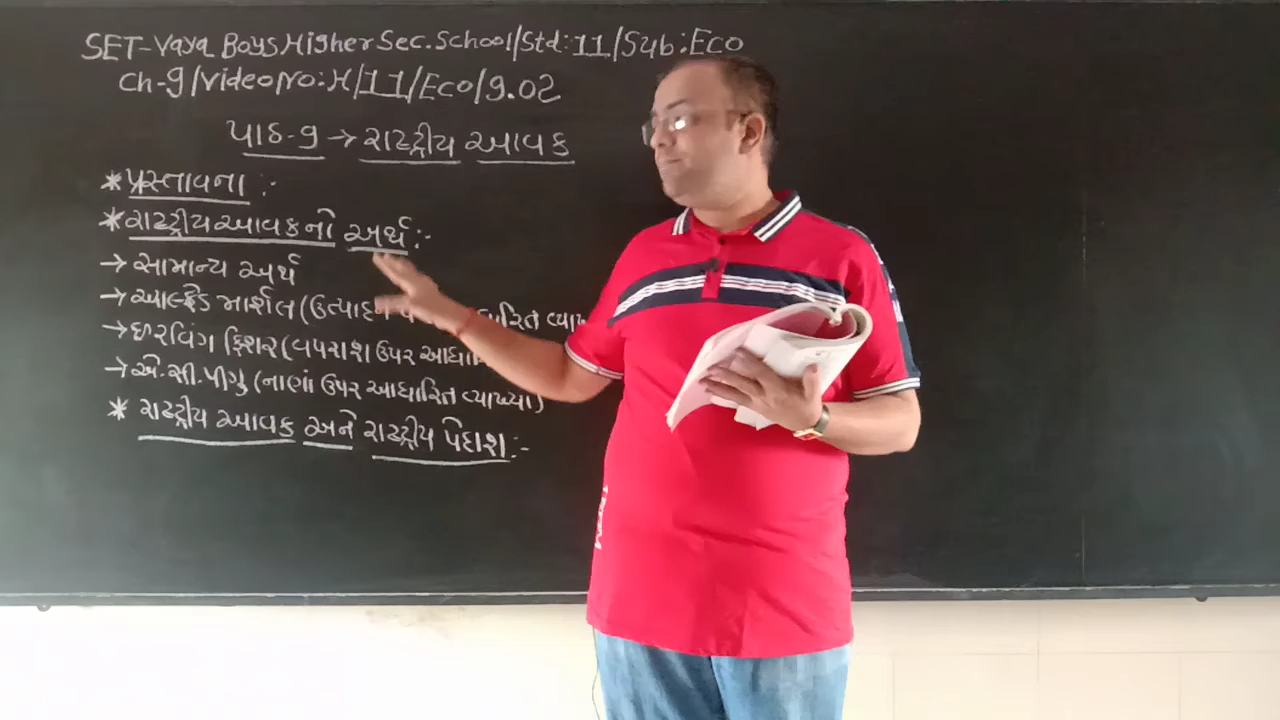 SET-Vaya Boys Higher Sec. School/Std:11/Sub:Eco
Ch-9/Video No:H/11/Eco/9.02
પાઠ-9 → રાષ્ટ્રીય આવક
* પ્રસ્તાવના :-
* રાષ્ટ્રીય આવકનો અર્થ :-
→ સામાન્ય અર્થ
→ આલ્ફ્રેડ માર્શલ (ઉત્પાદન
→ ઇરવિંગ ફિશર (વપરાશ ઉપર
→ એ.સી.પીગુ (નાણાં ઉપર આધારિત વ્યાખ્યા)
* રાષ્ટ્રીય આવક અને રાષ્ટ્રીય પેદાશ :-